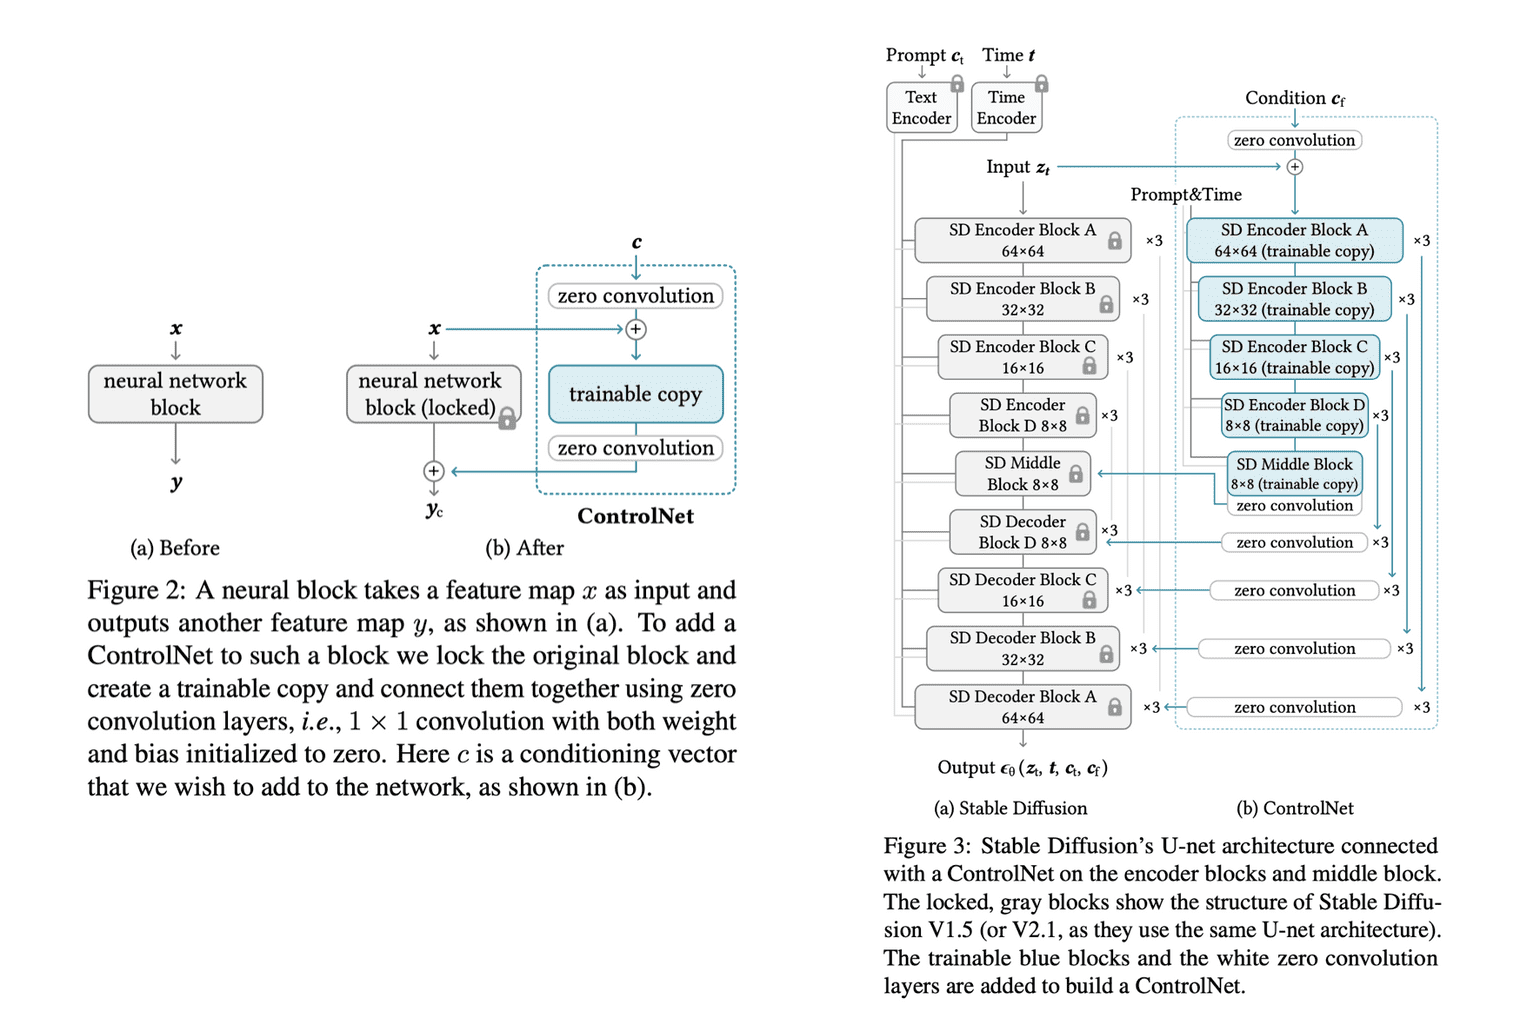 x
neural network
block
y
(a) Before
c
zero convolution
x
+
neural network
block (locked)
trainable copy
zero convolution
+
yc
ControlNet
(b) After
Figure 2: A neural block takes a feature map x as input and
outputs another feature map y, as shown in (a). To add a
ControlNet to such a block we lock the original block and
create a trainable copy and connect them together using zero
convolution layers, i.e., 1 × 1 convolution with both weight
and bias initialized to zero. Here c is a conditioning vector
that we wish to add to the network, as shown in (b).
Prompt ct
Time t
Text
Encoder
Time
Encoder
Input zt
SD Encoder Block A
64×64
×3
SD Encoder Block B
32×32
×3
SD Encoder Block C
16×16
×3
SD Encoder
Block D 8×8
×3
SD Middle
Block 8×8
SD Decoder
Block D 8×8
×3
SD Decoder Block C
16×16
×3
SD Decoder Block B
32×32
×3
SD Decoder Block A
64×64
×3
Output ϵθ(zt, t, ct, cf)
(a) Stable Diffusion
Condition cf
zero convolution
+
Prompt&Time
SD Encoder Block A
64×64 (trainable copy)
×3
SD Encoder Block B
32×32 (trainable copy)
×3
SD Encoder Block C
16×16 (trainable copy)
×3
SD Encoder Block D
8×8 (trainable copy)
×3
SD Middle Block
8×8 (trainable copy)
zero convolution
zero convolution
×3
zero convolution
×3
zero convolution
×3
zero convolution
×3
(b) ControlNet
Figure 3: Stable Diffusion's U-net architecture connected
with a ControlNet on the encoder blocks and middle block.
The locked, gray blocks show the structure of Stable Diffu-
sion V1.5 (or V2.1, as they use the same U-net architecture).
The trainable blue blocks and the white zero convolution
layers are added to build a ControlNet.